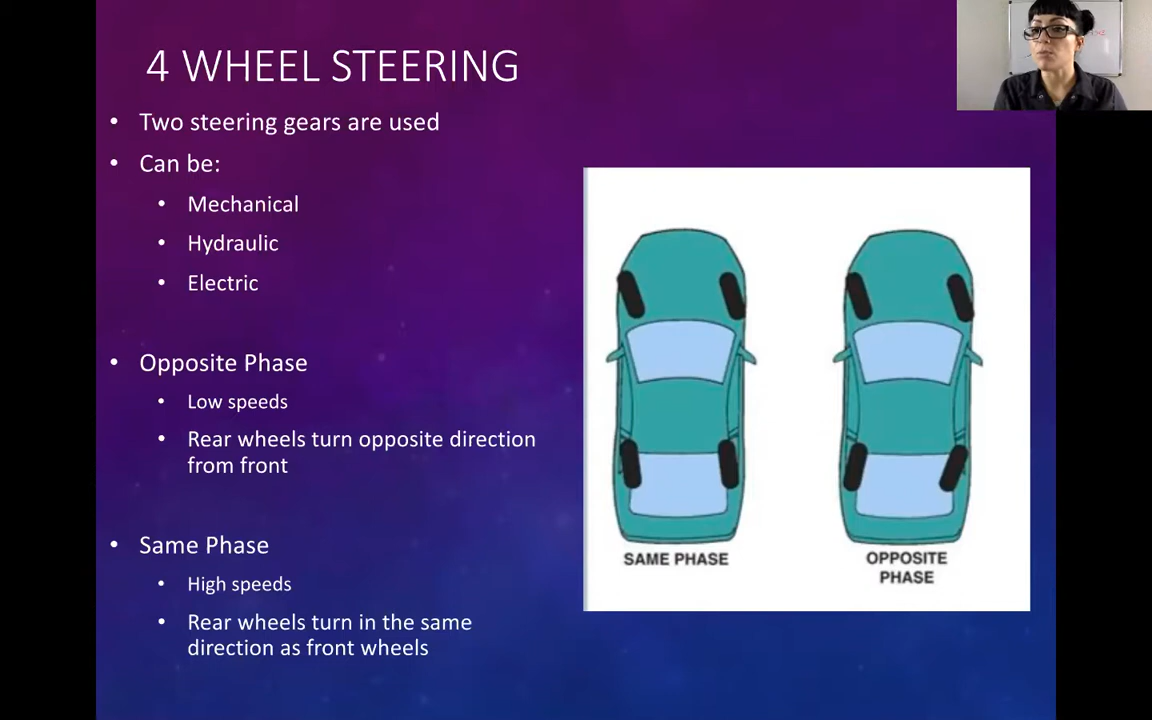 4 WHEEL STEERING
• Two steering gears are used
• Can be:
• Mechanical
• Hydraulic
• Electric
• Opposite Phase
• Low speeds
• Rear wheels turn opposite direction
from front
• Same Phase
• High speeds
• Rear wheels turn in the same
direction as front wheels
SAME PHASE
OPPOSITE
PHASE